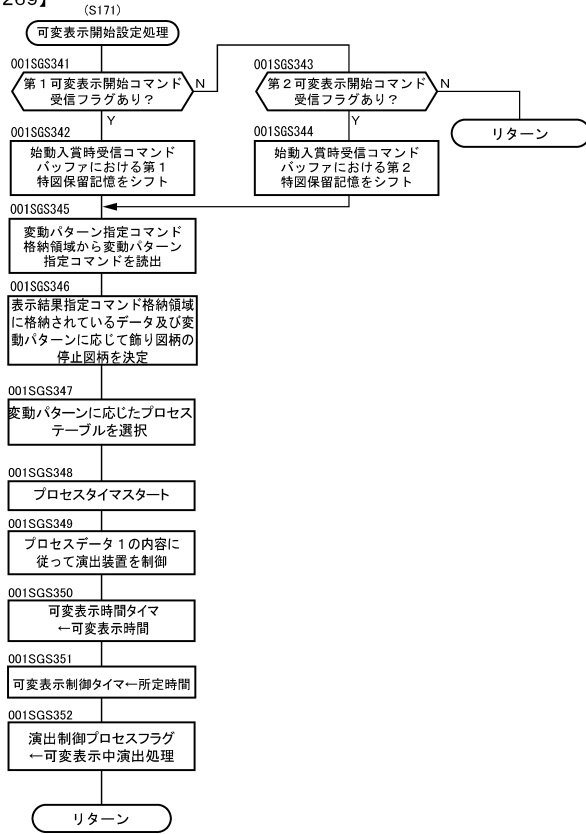 269】
(S171)
可変表示開始設定処理
001SGS341
第１可変表示開始コマンド
受信フラグあり？
N
Y
001SGS343
第２可変表示開始コマンド
受信フラグあり？
N
Y
リターン
001SGS342
始動入賞時受信コマンド
バッファにおける第１
特図保留記憶をシフト
001SGS344
始動入賞時受信コマンド
バッファにおける第２
特図保留記憶をシフト
001SGS345
変動パターン指定コマンド
格納領域から変動パターン
指定コマンドを読出
001SGS346
表示結果指定コマンド格納領域
に格納されているデータ及び変
動パターンに応じて飾り図柄の
停止図柄を決定
001SGS347
変動パターンに応じたプロセス
テーブルを選択
001SGS348
プロセスタイマスタート
001SGS349
プロセスデータ１の内容に
従って演出装置を制御
001SGS350
可変表示時間タイマ
←可変表示時間
001SGS351
可変表示制御タイマ←所定時間
001SGS352
演出制御プロセスフラグ
←可変表示中演出処理
リターン